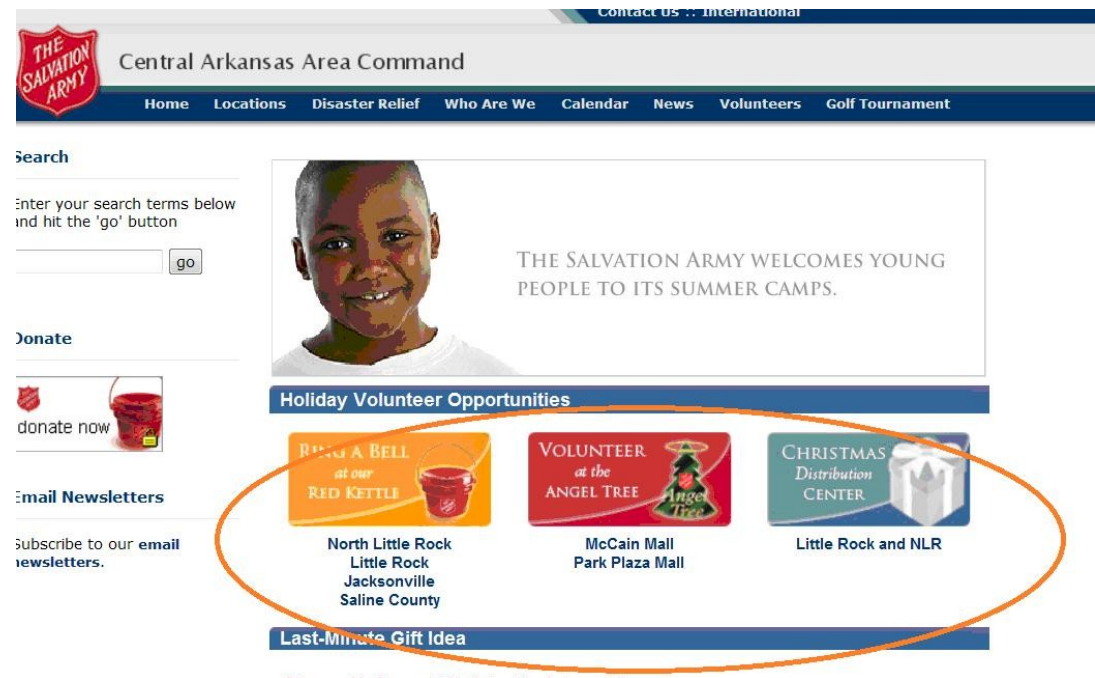 Contact Us :: International
THE
SALVATION
ARMY
Central Arkansas Area Command
Home Locations Disaster Relief Who Are We Calendar News Volunteers Golf Tournament
Search
Enter your search terms below
and hit the 'go' button
go
Donate
donate now
Email Newsletters
Subscribe to our email
newsletters.
THE SALVATION ARMY WELCOMES YOUNG
PEOPLE TO ITS SUMMER CAMPS.
Holiday Volunteer Opportunities
RING A BELL
at our
RED KETTLE
North Little Rock
Little Rock
Jacksonville
Saline County
VOLUNTEER
at the
ANGEL TREE
Angel
Tree
McCain Mall
Park Plaza Mall
CHRISTMAS
Distribution
CENTER
Little Rock and NLR
Last-Minute Gift Idea